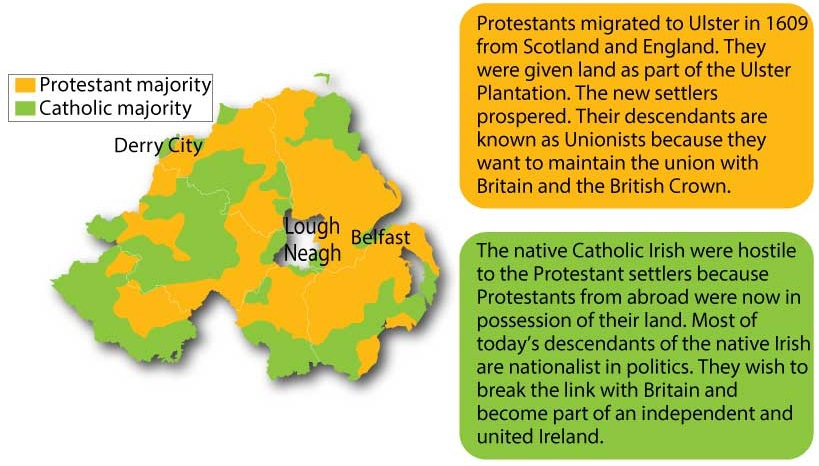 Protestant majority
Catholic majority
Derry City
Lough
Neagh
Belfast
Protestants migrated to Ulster in 1609
from Scotland and England. They
were given land as part of the Ulster
Plantation. The new settlers
prospered. Their descendants are
known as Unionists because they
want to maintain the union with
Britain and the British Crown.
The native Catholic Irish were hostile
to the Protestant settlers because
Protestants from abroad were now in
possession of their land. Most of
today's descendants of the native Irish
are nationalist in politics. They wish to
break the link with Britain and
become part of an independent and
united Ireland.